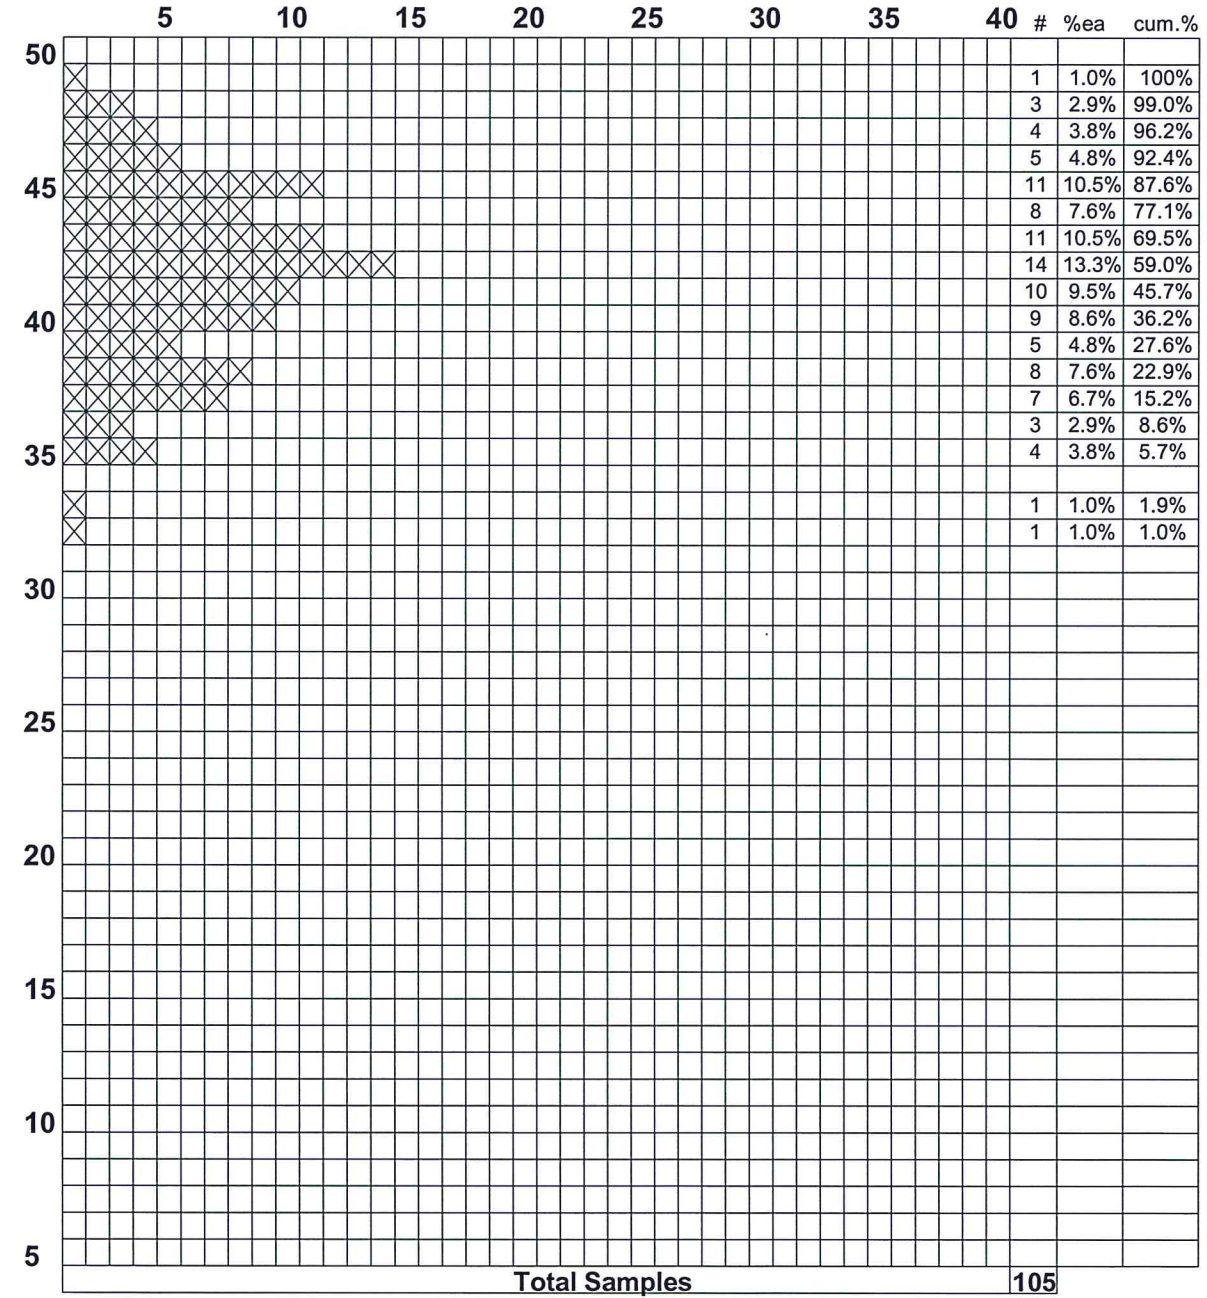 5 10 15 20 25 30 35 40 # %ea cum.%
50
1 1.0% 100%
3 2.9% 99.0%
4 3.8% 96.2%
5 4.8% 92.4%
45 11 10.5% 87.6%
8 7.6% 77.1%
11 10.5% 69.5%
14 13.3% 59.0%
10 9.5% 45.7%
40 9 8.6% 36.2%
5 4.8% 27.6%
8 7.6% 22.9%
7 6.7% 15.2%
3 2.9% 8.6%
35 4 3.8% 5.7%
1 1.0% 1.9%
1 1.0% 1.0%
30
25
20
15
10
5
Total Samples 105